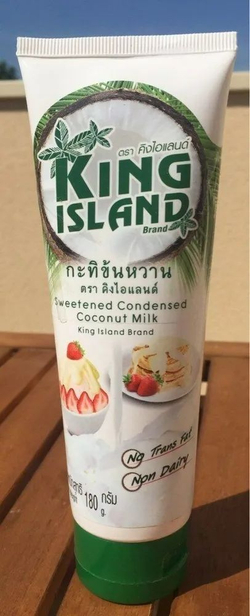 ตรา คิงไอแลนด์
KING
ISLAND
Brand
กะทิข้นหวาน
ตรา คิงไอแลนด์
Sweetened Condensed
Coconut Milk
King Island Brand
No Trans Fat
Non Dairy
180 กรัม
g.